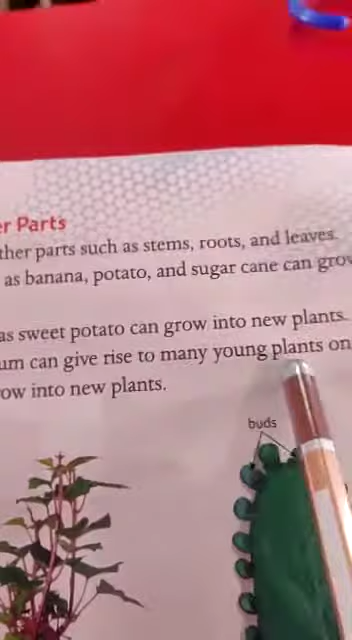 er Parts
ther parts such as stems, roots, and leaves.
as banana, potato, and sugar cane can grow
as sweet potato can grow into new plants.
um can give rise to many young plants on
ow into new plants.
buds